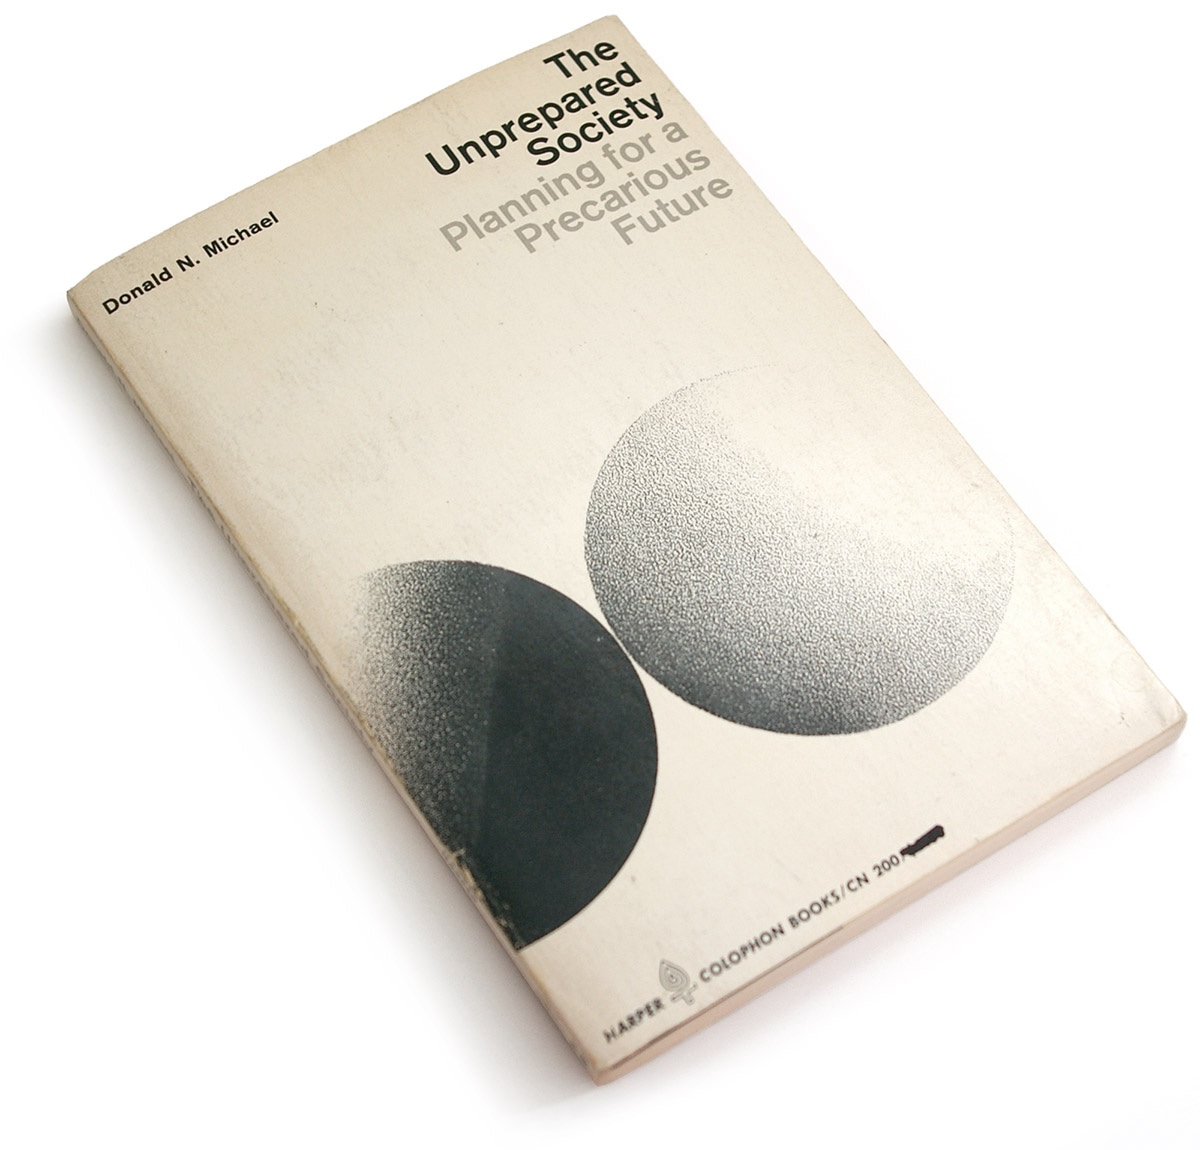 The
Unprepared
Society
Planning for a
Precarious
Future
Donald N. Michael
HARPER COLOPHON BOOKS/CN 200